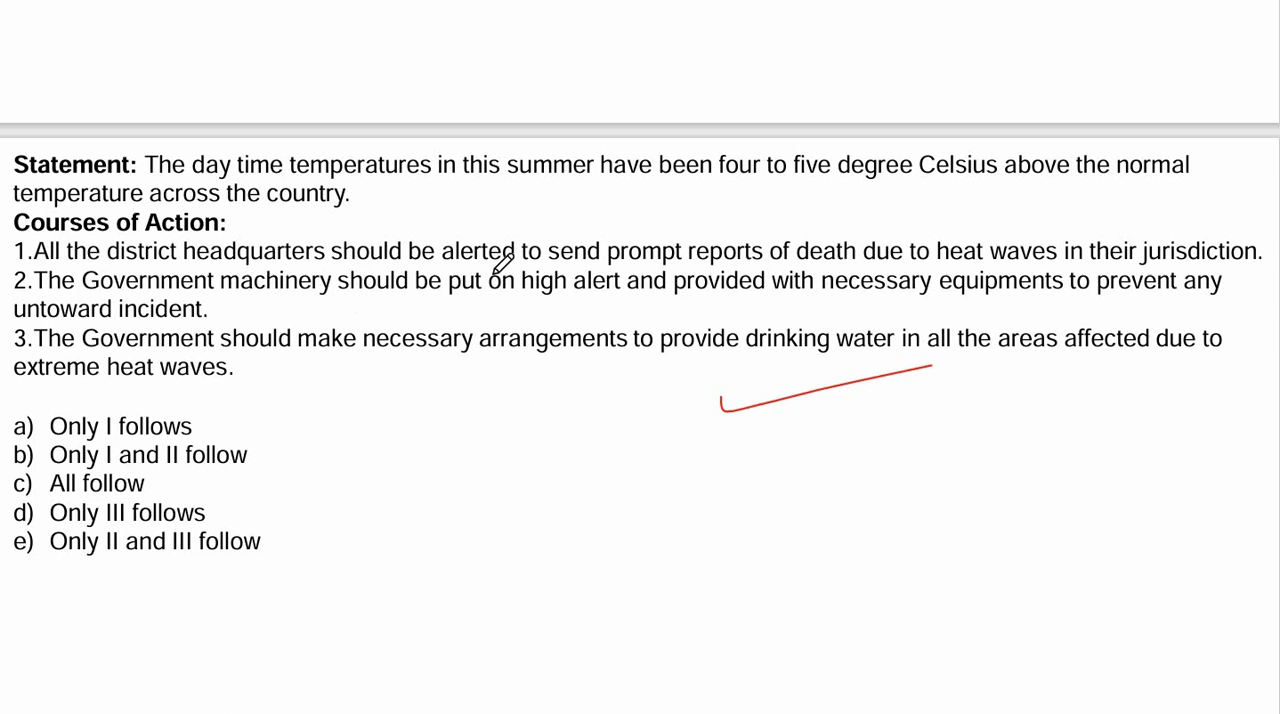 Statement: The day time temperatures in this summer have been four to five degree Celsius above the normal
temperature across the country.
Courses of Action:
1.All the district headquarters should be alerted to send prompt reports of death due to heat waves in their jurisdiction.
2.The Government machinery should be put on high alert and provided with necessary equipments to prevent any
untoward incident.
3.The Government should make necessary arrangements to provide drinking water in all the areas affected due to
extreme heat waves.
a) Only I follows
b) Only I and II follow
c) All follow
d) Only III follows
e) Only II and III follow